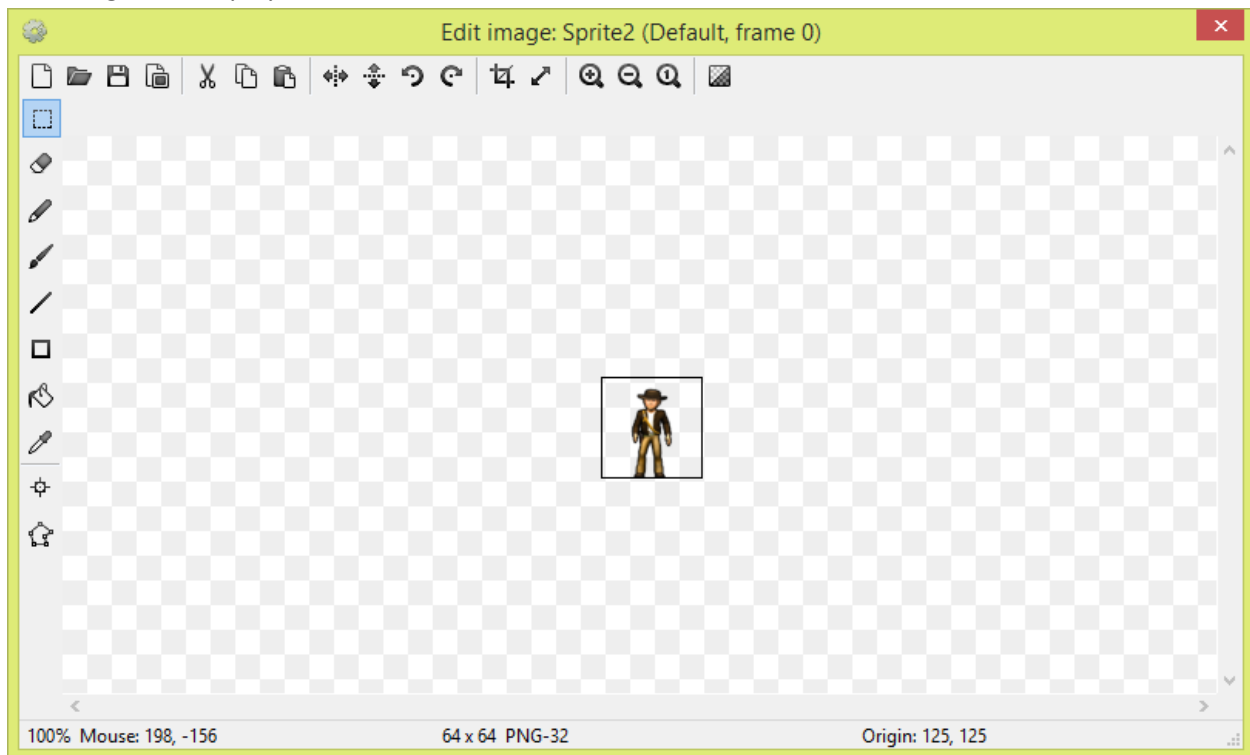 Edit image: Sprite2 (Default, frame 0)
100% Mouse: 198, -156 64 x 64 PNG-32 Origin: 125, 125